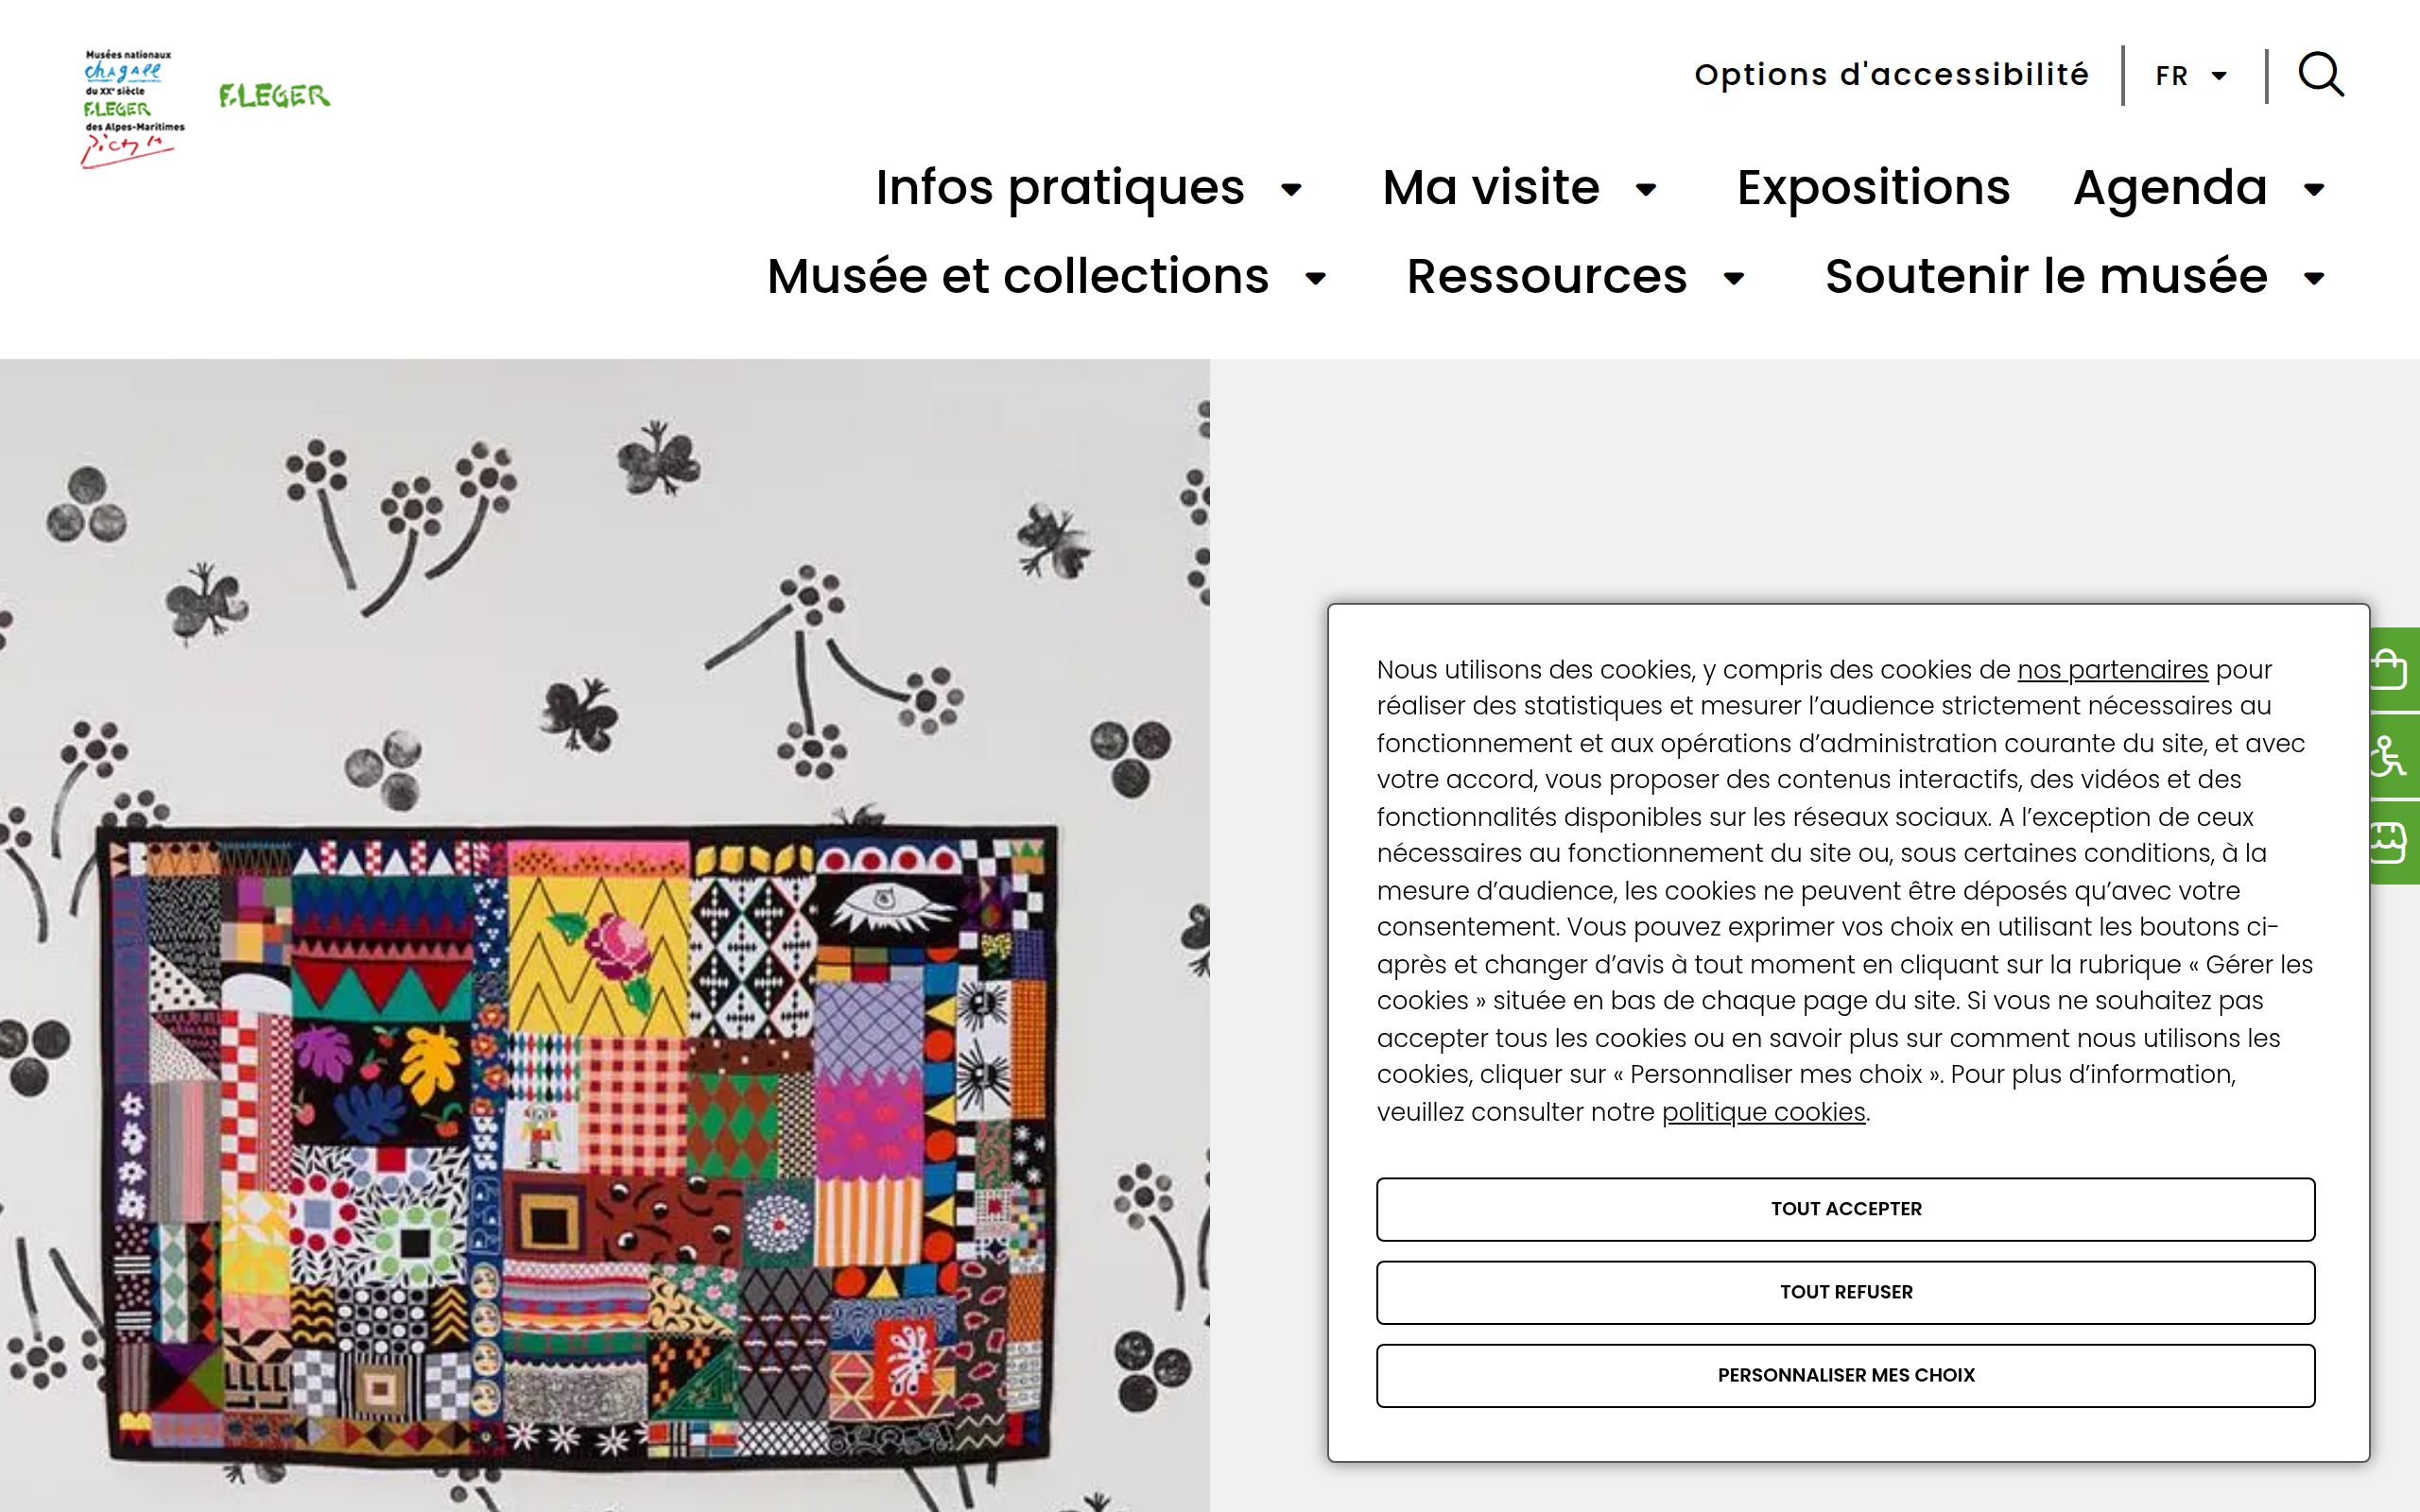 Musées nationaux
chagall
du XXe siècle
F.LEGER
des Alpes-Maritimes
Picasso
F.LEGER
Options d'accessibilité
FR
Infos pratiques
Ma visite
Expositions
Agenda
Musée et collections
Ressources
Soutenir le musée
Nous utilisons des cookies, y compris des cookies de nos partenaires pour
réaliser des statistiques et mesurer l’audience strictement nécessaires au
fonctionnement et aux opérations d’administration courante du site, et avec
votre accord, vous proposer des contenus interactifs, des vidéos et des
fonctionnalités disponibles sur les réseaux sociaux. A l’exception de ceux
nécessaires au fonctionnement du site ou, sous certaines conditions, à la
mesure d’audience, les cookies ne peuvent être déposés qu’avec votre
consentement. Vous pouvez exprimer vos choix en utilisant les boutons ci-
après et changer d’avis à tout moment en cliquant sur la rubrique « Gérer les
cookies » située en bas de chaque page du site. Si vous ne souhaitez pas
accepter tous les cookies ou en savoir plus sur comment nous utilisons les
cookies, cliquer sur « Personnaliser mes choix ». Pour plus d’information,
veuillez consulter notre politique cookies.
TOUT ACCEPTER
TOUT REFUSER
PERSONNALISER MES CHOIX